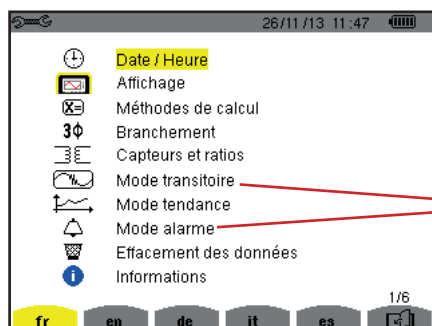 26/11/13 11:47
Date / Heure
Affichage
X= Méthodes de calcul
3Φ Branchement
Capteurs et ratios
Mode transitoire
Mode tendance
Mode alarme
Effacement des données
i Informations
1/6
fr en de it es